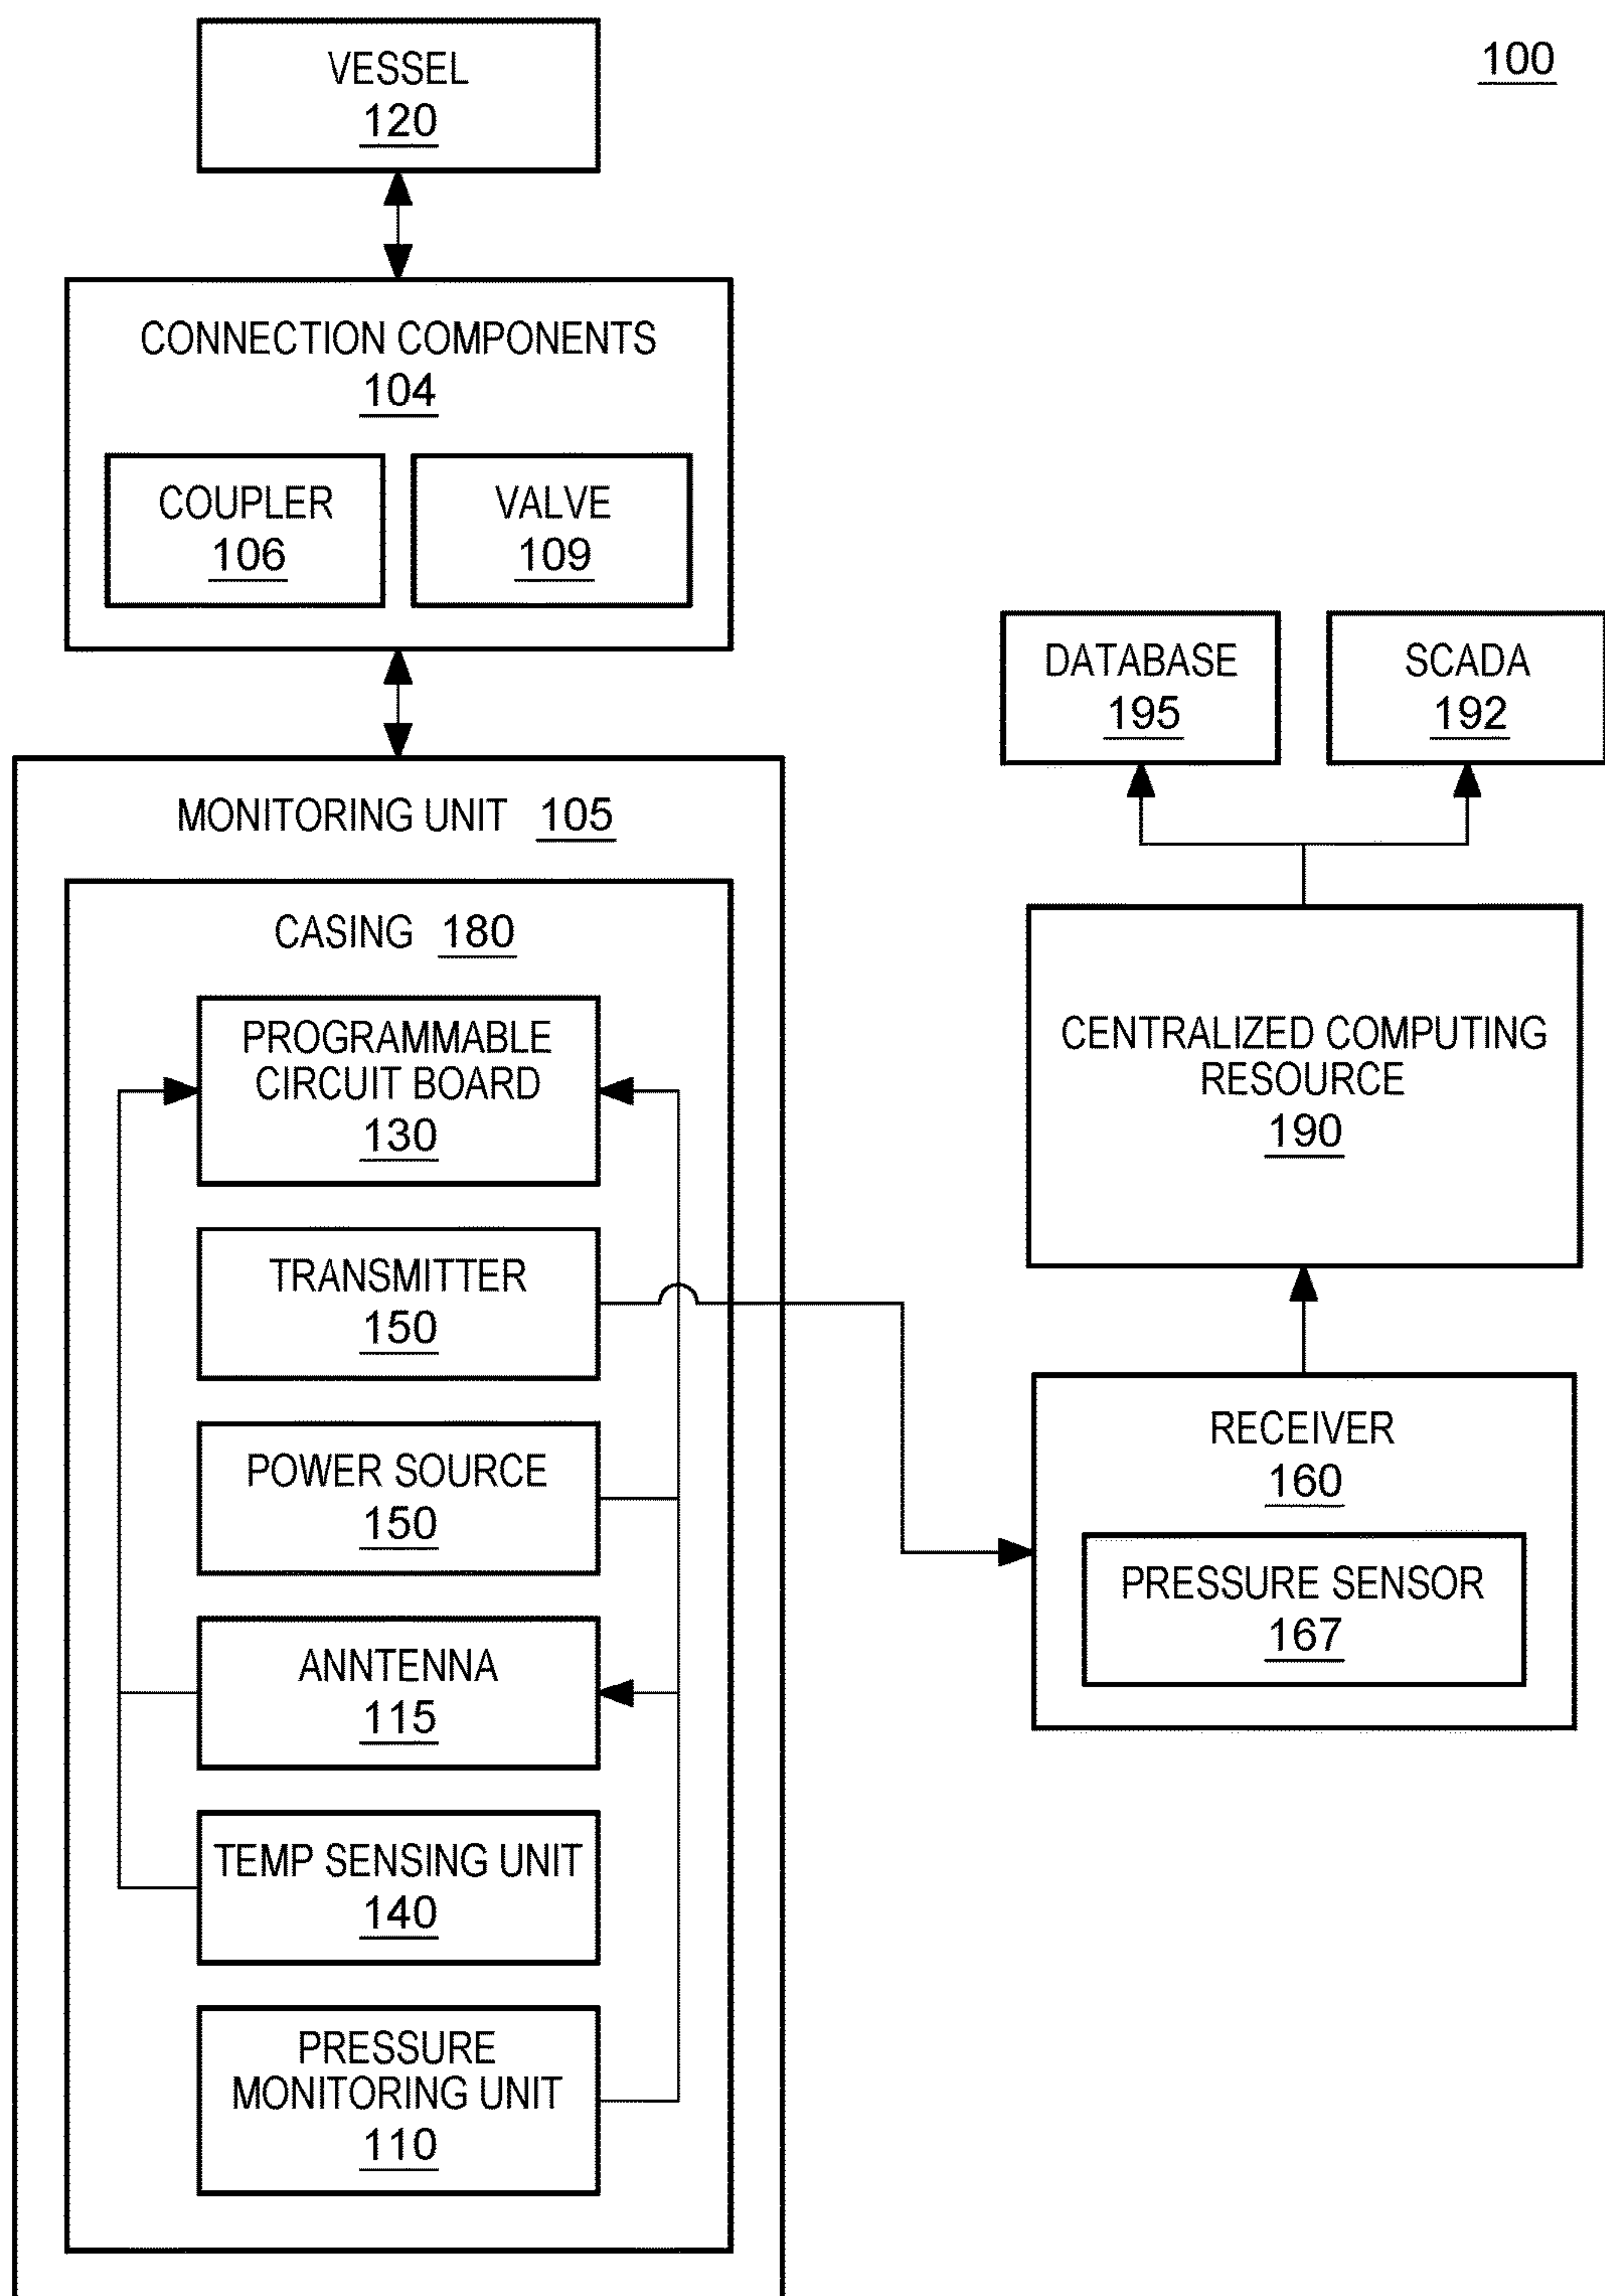 100
VESSEL
120
CONNECTION COMPONENTS
104
COUPLER
106
VALVE
109
MONITORING UNIT 105
CASING 180
PROGRAMMABLE
CIRCUIT BOARD
130
TRANSMITTER
150
POWER SOURCE
150
ANNTENNA
115
TEMP SENSING UNIT
140
PRESSURE
MONITORING UNIT
110
DATABASE
195
SCADA
192
CENTRALIZED COMPUTING
RESOURCE
190
RECEIVER
160
PRESSURE SENSOR
167